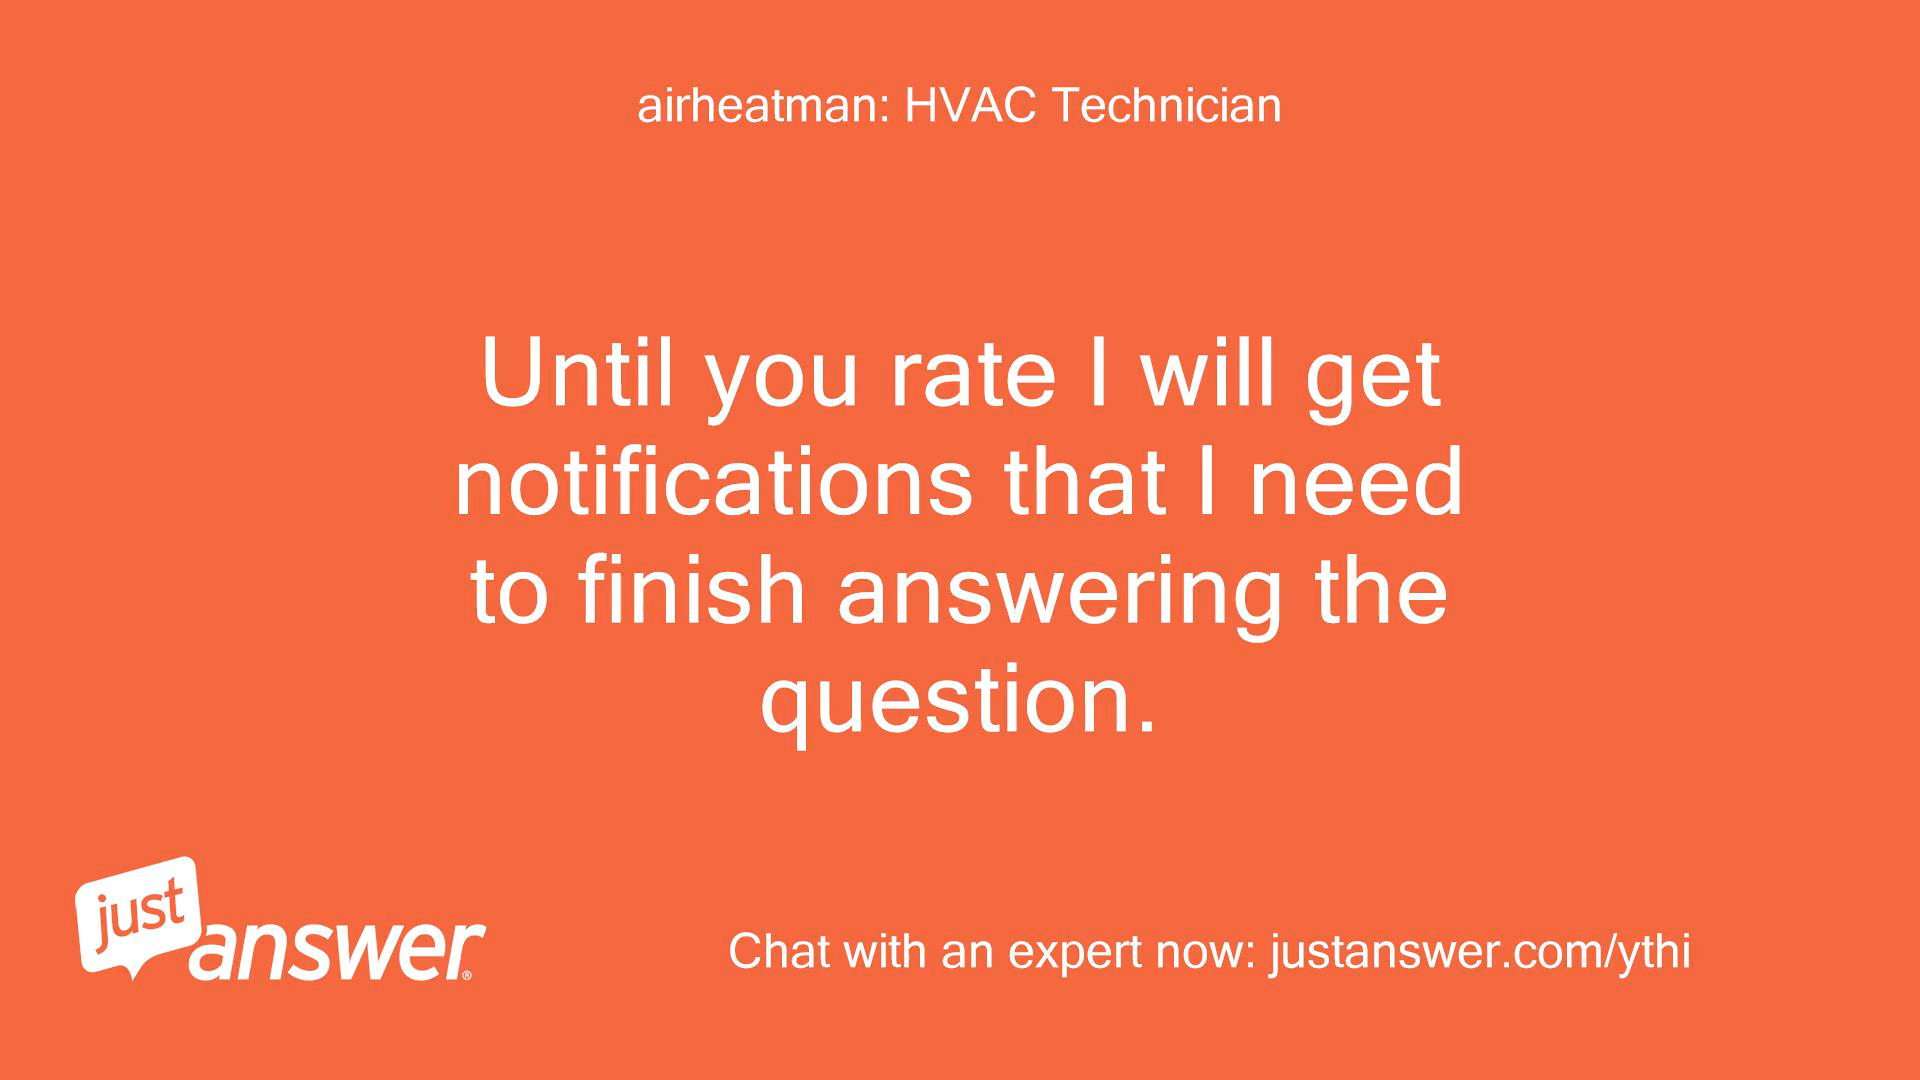 airheatman: HVAC Technician
Until you rate I will get
notifications that I need
to finish answering the
question.
just
answer®
Chat with an expert now: justanswer.com/ythi